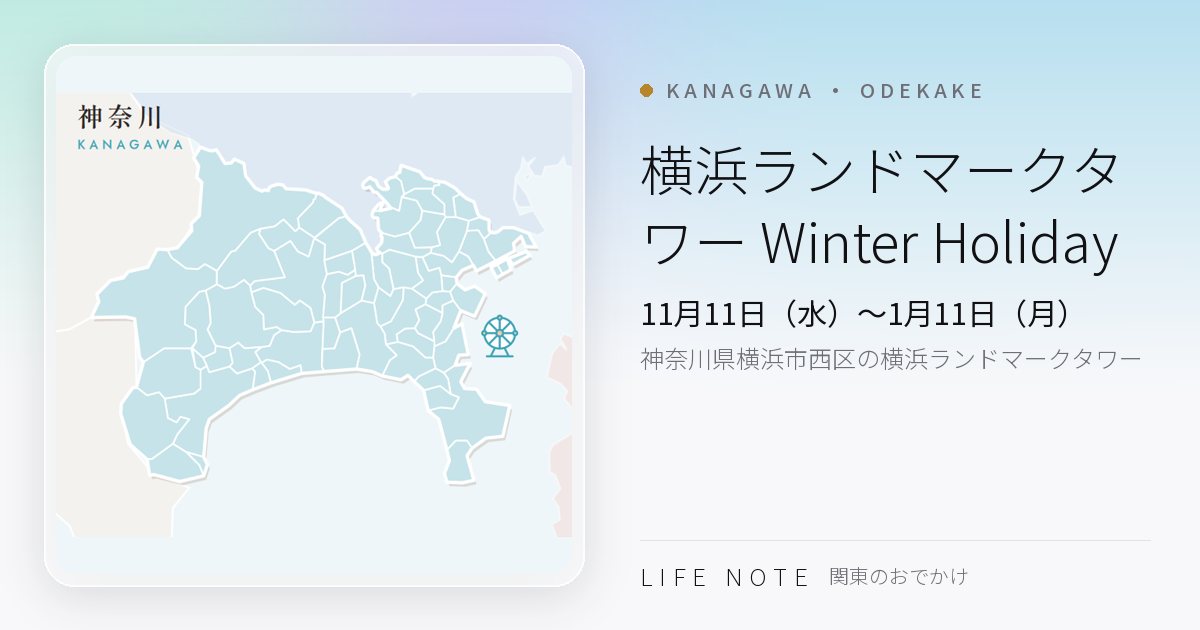 神奈川
KANAGAWA
KANAGAWA • ODEKAKE
横浜ランドマークタ
ワー Winter Holiday
11月11日（水）〜1月11日（月）
神奈川県横浜市西区の横浜ランドマークタワー
LIFE NOTE 関東のおでかけ